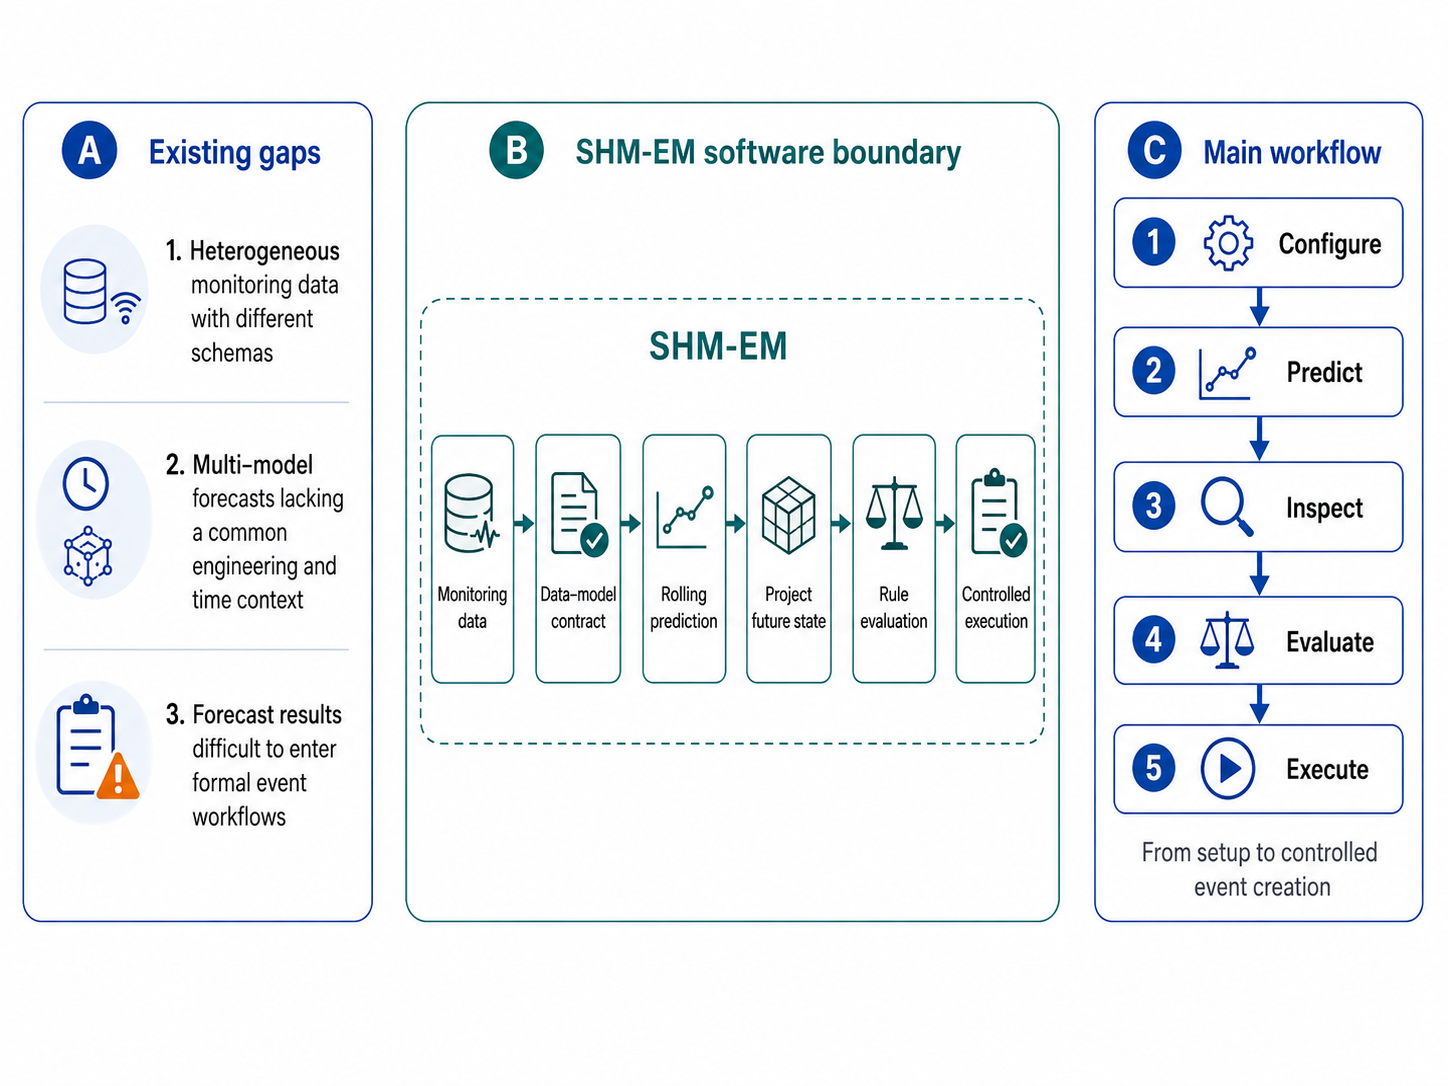 A Existing gaps
1. Heterogeneous
monitoring data
with different
schemas
2. Multi-model
forecasts lacking
a common
engineering and
time context
3. Forecast results
difficult to enter
formal event
workflows
B SHM-EM software boundary
SHM-EM
Monitoring
data
Data-model
contract
Rolling
prediction
Project
future state
Rule
evaluation
Controlled
execution
C Main workflow
1 Configure
2 Predict
3 Inspect
4 Evaluate
5 Execute
From setup to controlled
event creation